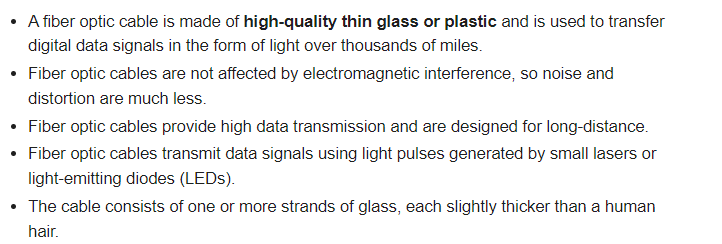 • A fiber optic cable is made of high-quality thin glass or plastic and is used to transfer
digital data signals in the form of light over thousands of miles.
• Fiber optic cables are not affected by electromagnetic interference, so noise and
distortion are much less.
• Fiber optic cables provide high data transmission and are designed for long-distance.
• Fiber optic cables transmit data signals using light pulses generated by small lasers or
light-emitting diodes (LEDs).
• The cable consists of one or more strands of glass, each slightly thicker than a human
hair.